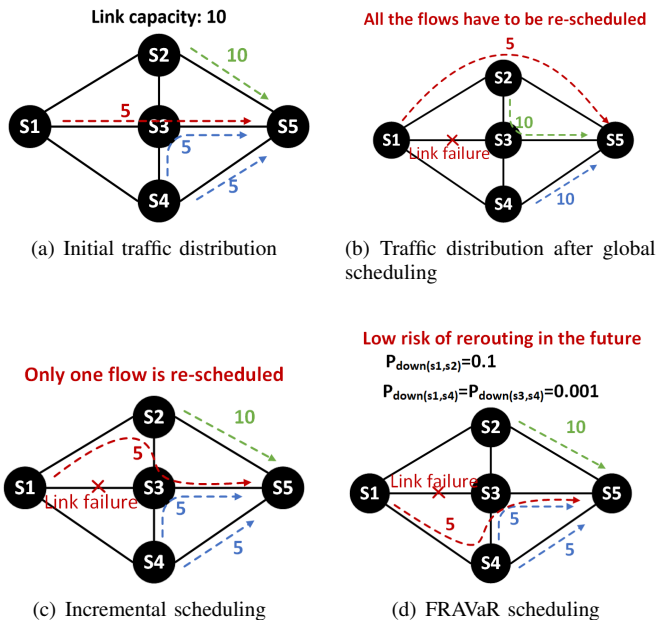 Link capacity: 10
S2
10
5
S1
S3
S5
5
S4
5
(a) Initial traffic distribution
All the flows have to be re-scheduled
5
S2
10
S1
S3
S5
Link failure
S4
10
(b) Traffic distribution after global
scheduling
Only one flow is re-scheduled
S2
10
5
S1
S3
S5
Link failure
5
S4
5
(c) Incremental scheduling
Low risk of rerouting in the future
Pdown(s1,s2)=0.1
Pdown(s1,s4)=Pdown(s3,s4)=0.001
S2
10
Link failure
S1
S3
S5
5
5
S4
5
(d) FRAVaR scheduling